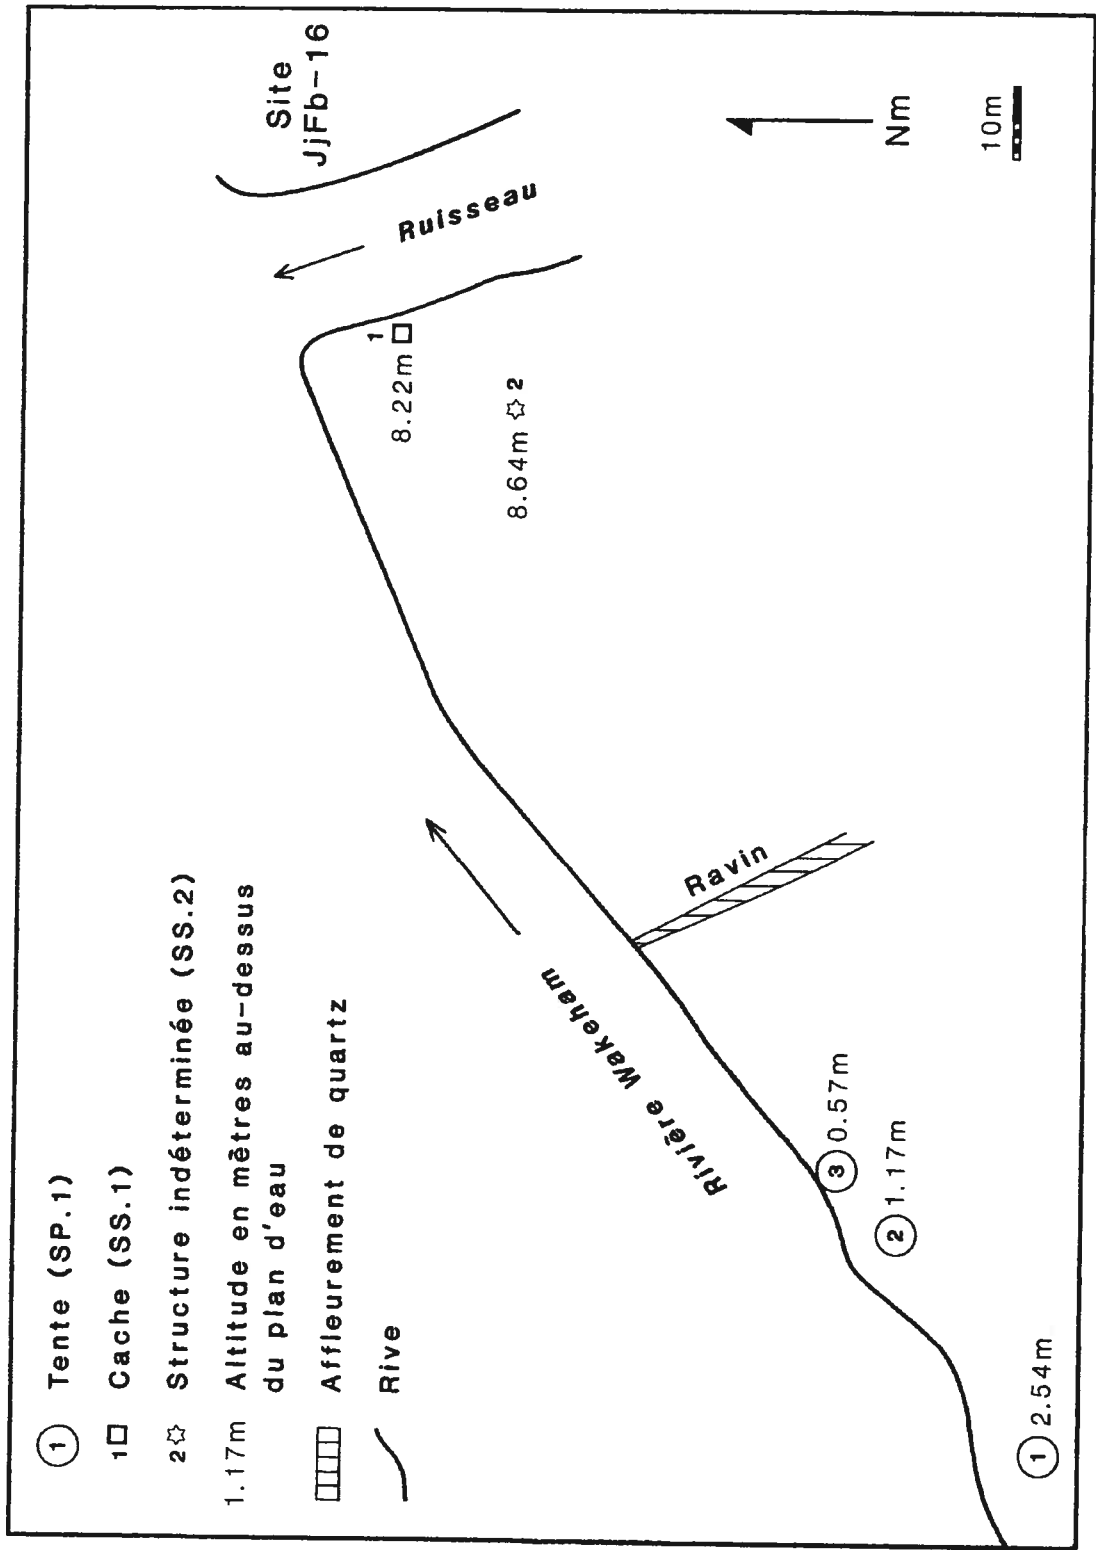 1 Tente (SP.1)
1 Cache (SS.1)
2 Structure indéterminée (SS.2)
1.17m Altitude en mètres au-dessus
du plan d'eau
Affleurement de quartz
Rive
Site
JjFb-16
Ruisseau
1
8.22m
8.64m 2
Rivière Wakeham
Ravin
3 0.57m
2 1.17m
1 2.54m
Nm
10m